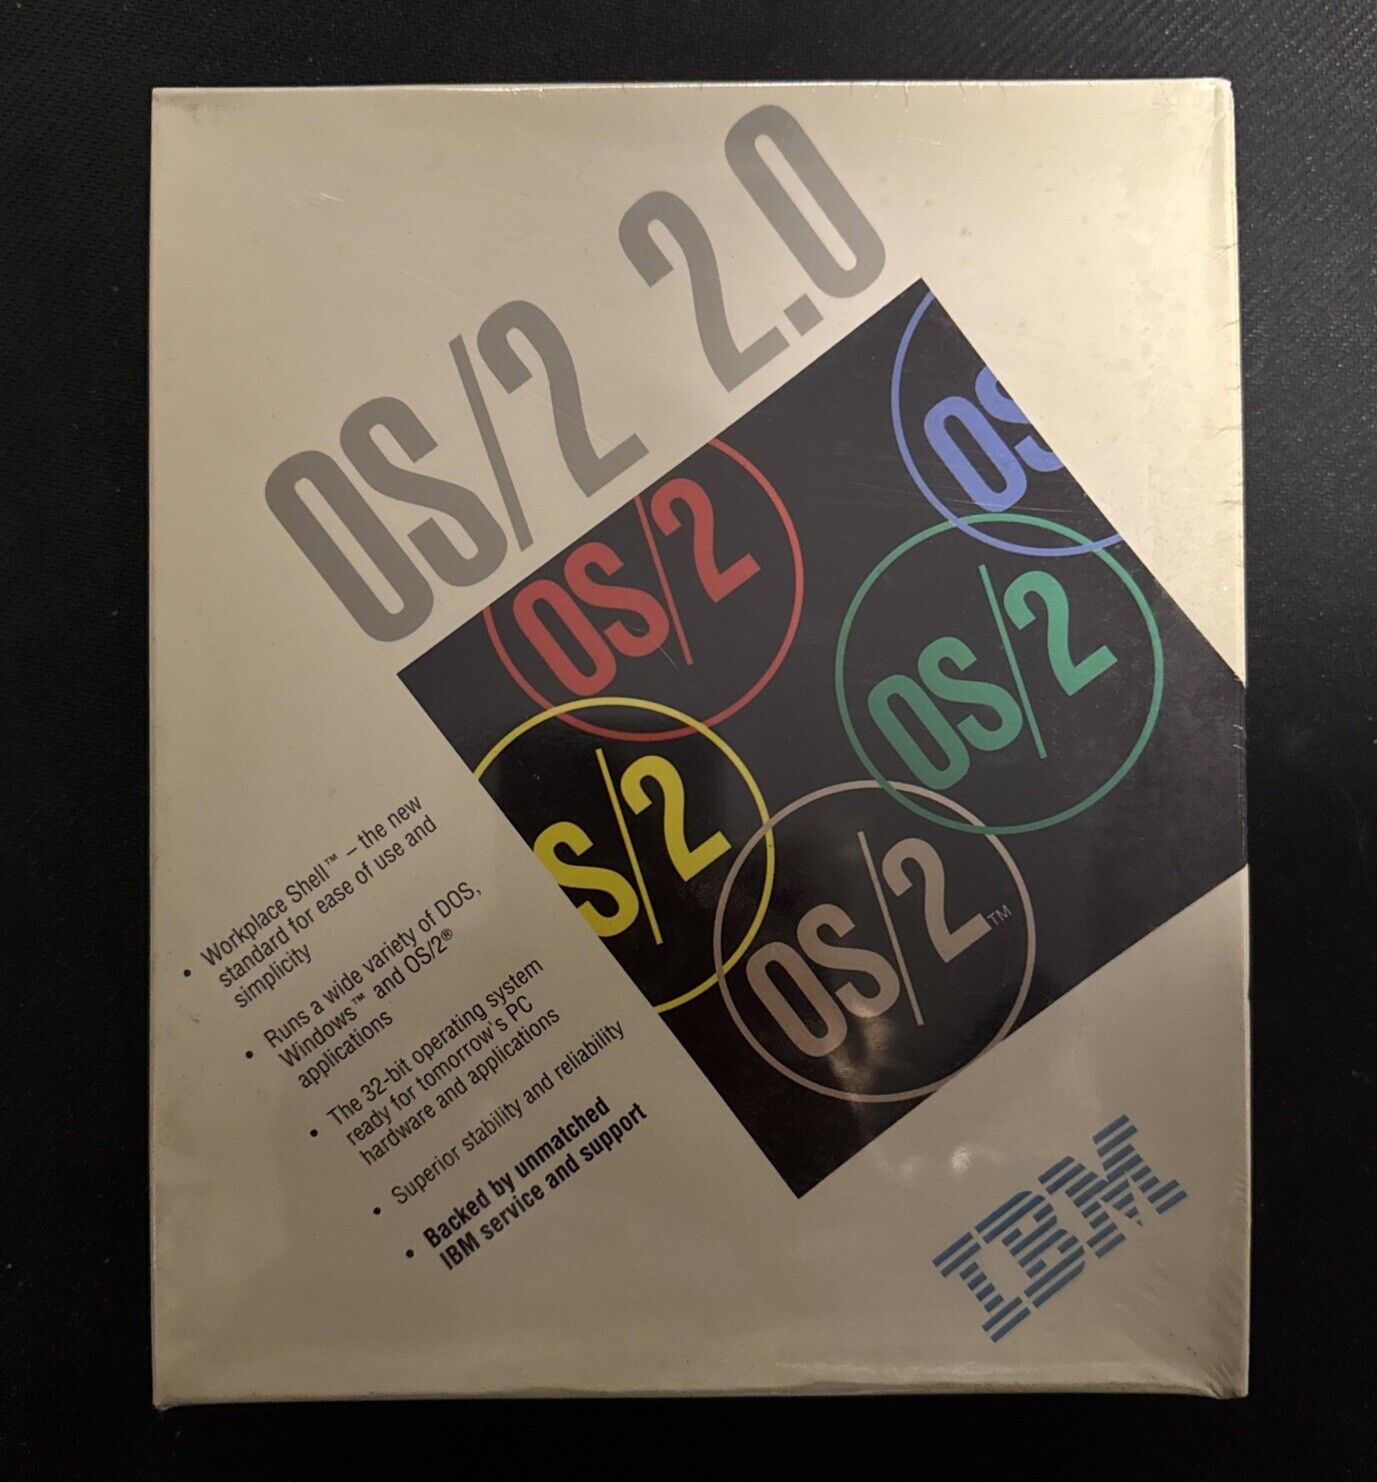 OS/2 2.0
OS
OS/2
OS/2
S/2
OS/2™
• Workplace Shell™ – the new
standard for ease of use and
simplicity
• Runs a wide variety of DOS,
Windows™ and OS/2®
applications
• The 32-bit operating system
ready for tomorrow's PC
hardware and applications
• Superior stability and reliability
• Backed by unmatched
IBM service and support
IBM